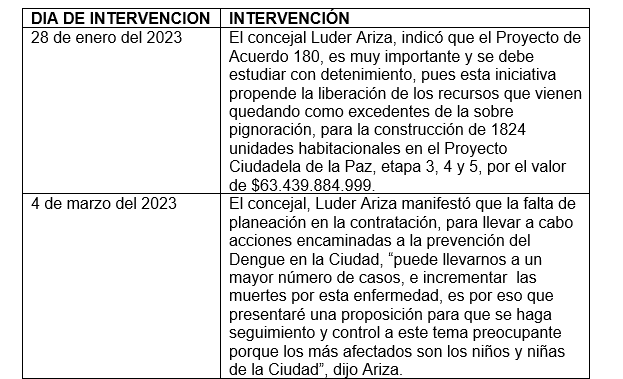 DIA DE INTERVENCION INTERVENCIÓN
28 de enero del 2023 El concejal Luder Ariza, indicó que el Proyecto de
Acuerdo 180, es muy importante y se debe
estudiar con detenimiento, pues esta iniciativa
propende la liberación de los recursos que vienen
quedando como excedentes de la sobre
pignoración, para la construcción de 1824
unidades habitacionales en el Proyecto
Ciudadela de la Paz, etapa 3, 4 y 5, por el valor
de $63.439.884.999.
4 de marzo del 2023 El concejal, Luder Ariza manifestó que la falta de
planeación en la contratación, para llevar a cabo
acciones encaminadas a la prevención del
Dengue en la Ciudad, “puede llevarnos a un
mayor número de casos, e incrementar las
muertes por esta enfermedad, es por eso que
presentaré una proposición para que se haga
seguimiento y control a este tema preocupante
porque los más afectados son los niños y niñas
de la Ciudad”, dijo Ariza.